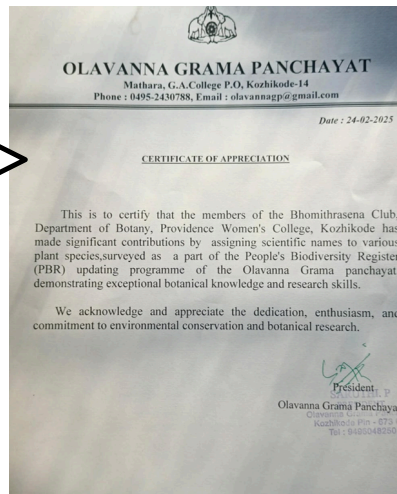 OLAVANNA GRAMA PANCHAYAT
Mathara, G.A.College P.O, Kozhikode-14
Phone : 0495-2430788, Email : olavannagp@gmail.com
Date : 24-02-2025
CERTIFICATE OF APPRECIATION
This is to certify that the members of the Bhomithrasena Club,
Department of Botany, Providence Women's College, Kozhikode has
made significant contributions by assigning scientific names to various
plant species,surveyed as a part of the People's Biodiversity Register
(PBR) updating programme of the Olavanna Grama panchayat
demonstrating exceptional botanical knowledge and research skills.
We acknowledge and appreciate the dedication, enthusiasm, and
commitment to environmental conservation and botanical research.
President
Olavanna Grama Panchaya
Kozhikode Pin - 673